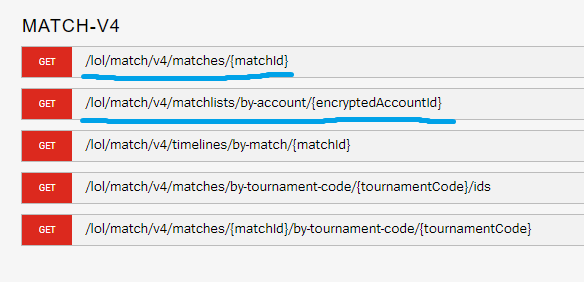 MATCH-V4
GET /lol/match/v4/matches/{matchId}
GET /lol/match/v4/matchlists/by-account/{encryptedAccountId}
GET /lol/match/v4/timelines/by-match/{matchId}
GET /lol/match/v4/matches/by-tournament-code/{tournamentCode}/ids
GET /lol/match/v4/matches/{matchId}/by-tournament-code/{tournamentCode}